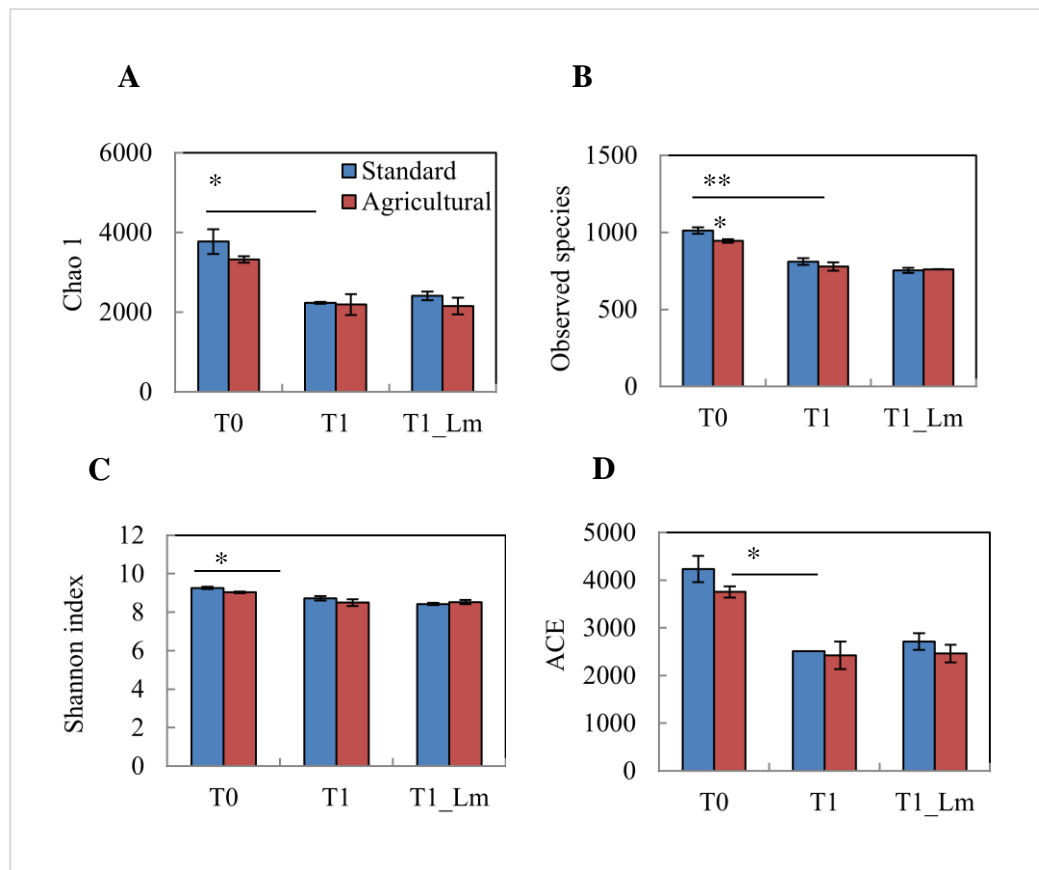 A
B
6000
4000
2000
0
Chao 1
*
Standard
Agricultural
T0 T1 T1_Lm
1500
1000
500
0
Observed species
**
*
T0 T1 T1_Lm
C
D
12
10
8
6
4
2
0
Shannon index
*
T0 T1 T1_Lm
5000
4000
3000
2000
1000
0
ACE
*
T0 T1 T1_Lm